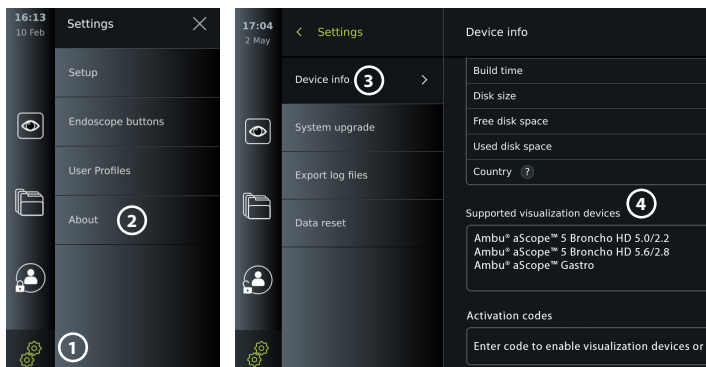 16:13
10 Feb
Settings
Setup
Endoscope buttons
User Profiles
About
2
1
17:04
2 May
Settings
Device info
3
System upgrade
Export log files
Data reset
Device info
Build time
Disk size
Free disk space
Used disk space
Country ?
Supported visualization devices
4
Ambu® aScope™ 5 Broncho HD 5.0/2.2
Ambu® aScope™ 5 Broncho HD 5.6/2.8
Ambu® aScope™ Gastro
Activation codes
Enter code to enable visualization devices or